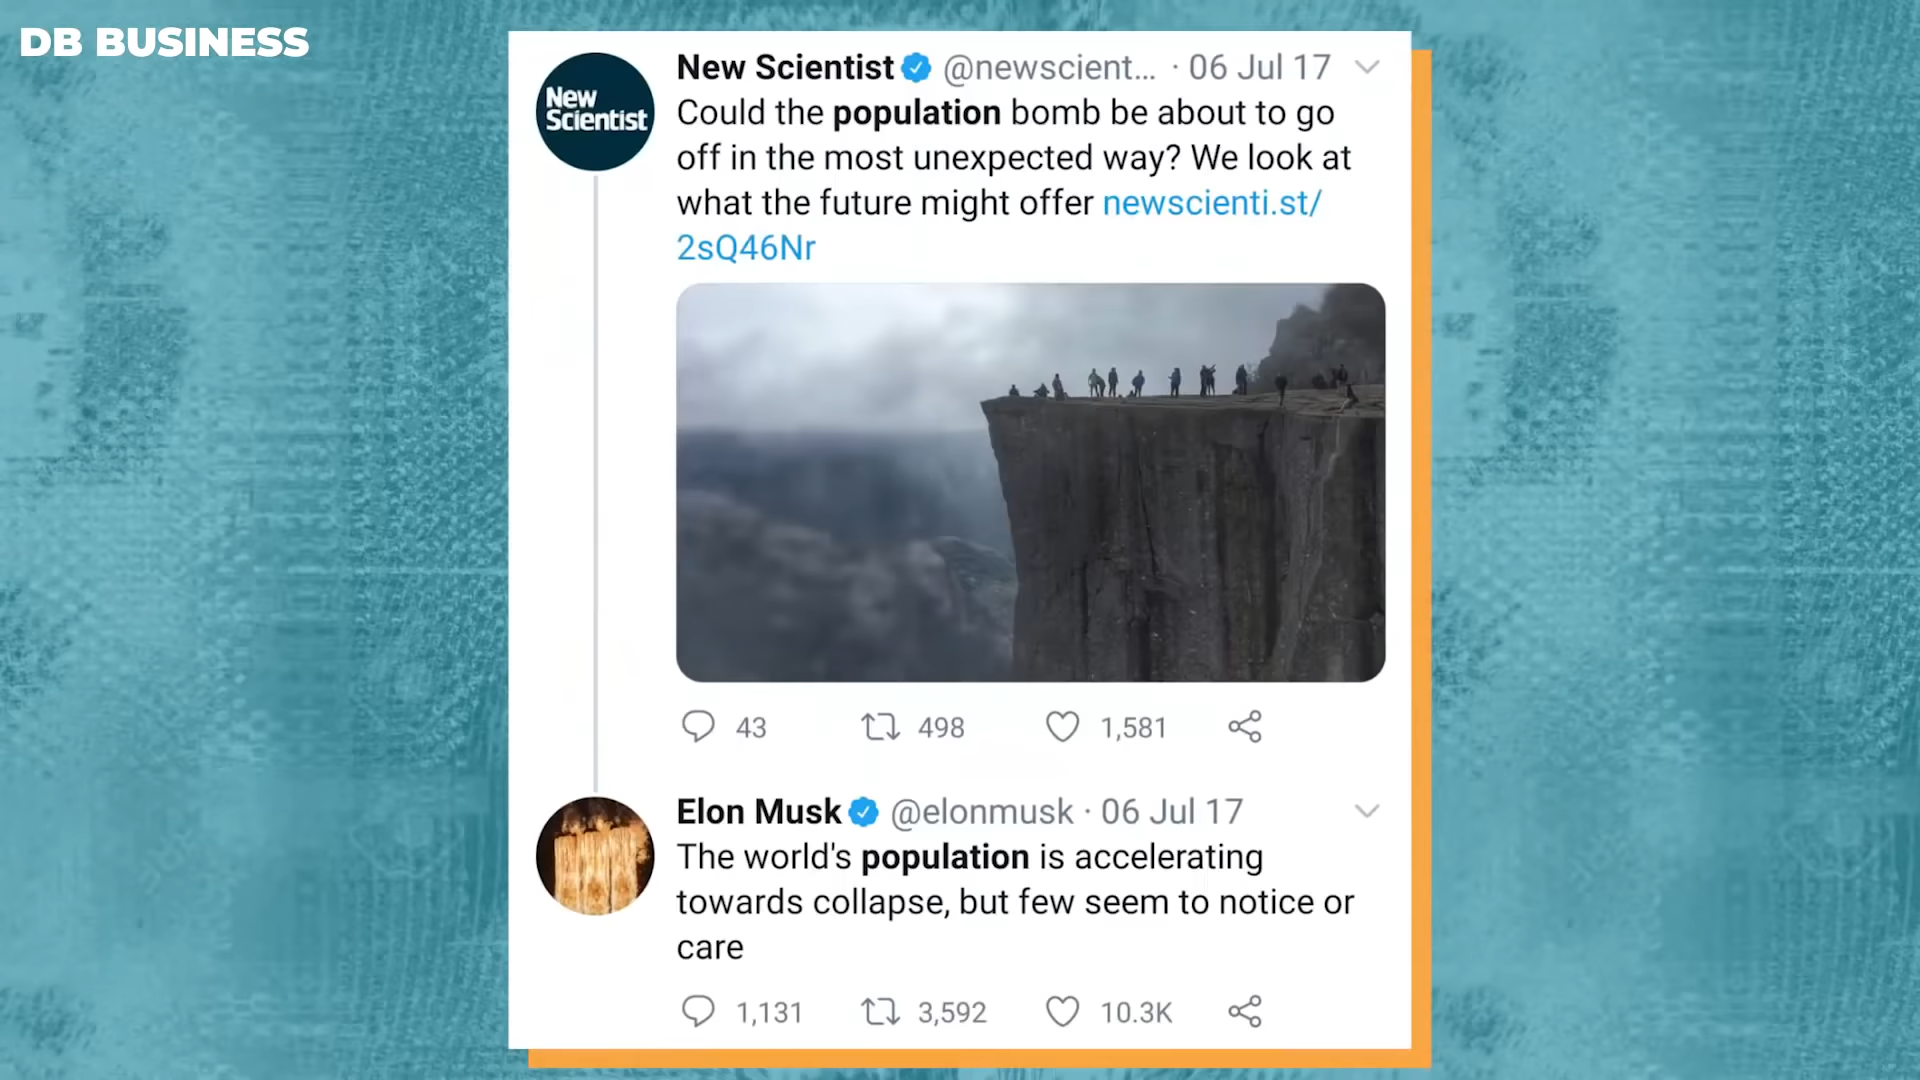 DB BUSINESS
New Scientist @newscient... · 06 Jul 17
New
Scientist
Could the population bomb be about to go
off in the most unexpected way? We look at
what the future might offer newscienti.st/
2sQ46Nr
43 498 1,581
Elon Musk @elonmusk · 06 Jul 17
The world's population is accelerating
towards collapse, but few seem to notice or
care
1,131 3,592 10.3K